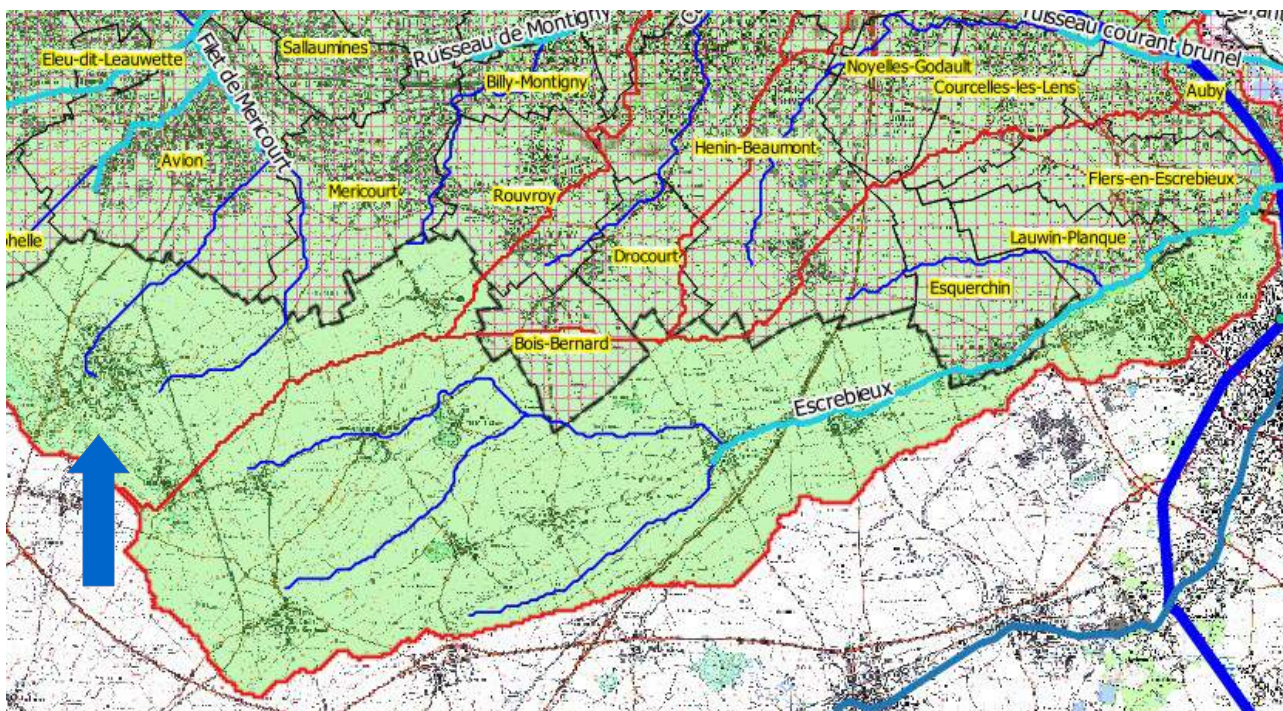 Sallaumines
Eleu-dit-Leauwette
Filet de Mericourt
Ruisseau de Montigny
Billy-Montigny
Ruisseau courant brunel
Noyelles-Godault
Courcelles-les-Lens
Auby
Avion
Mericourt
Rouvroy
Henin-Beaumont
Flers-en-Escrebieux
Drocourt
Lauwin-Planque
Esquerchin
Bois-Bernard
Escrebieux